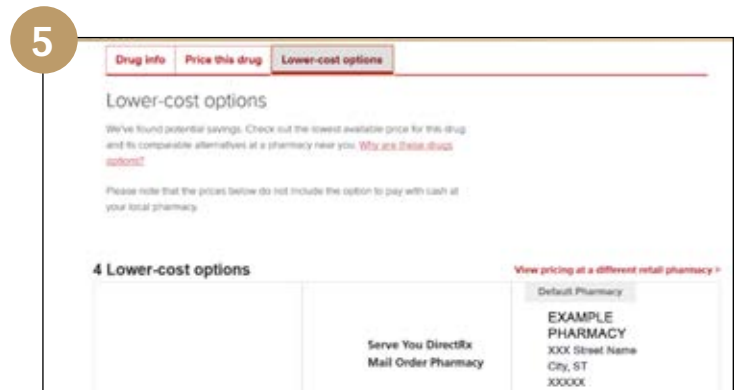 5
Drug info Price this drug Lower-cost options
Lower-cost options
We've found potential savings. Check out the lowest available price for this drug
and its comparable alternatives at a pharmacy near you. Why are these drugs
options?
Please note that the prices below do not include the option to pay with cash at
your local pharmacy.
4 Lower-cost options
View pricing at a different retail pharmacy >
Default Pharmacy
Serve You DirectRx
Mail Order Pharmacy
EXAMPLE
PHARMACY
XXX Street Name
City, ST
XXXXX